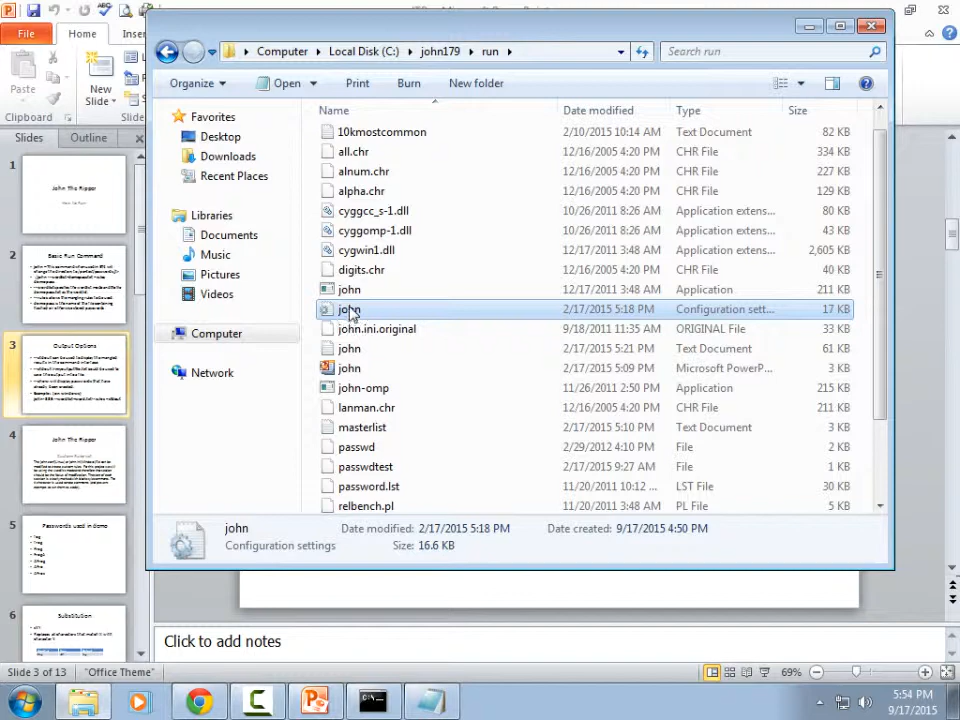 File
Home
Inser
Paste
New
Slide
Clipboard
Slide
Slides
Outline
Computer
Local Disk (C:)
john179
run
Search run
Organize
Open
Print
Burn
New folder
Name
Date modified
Type
Size
Favorites
Desktop
Downloads
Recent Places
Libraries
Documents
Music
Pictures
Videos
Computer
Network
10kmostcommon 2/10/2015 10:14 AM Text Document 82 KB
all.chr 12/16/2005 4:20 PM CHR File 334 KB
alnum.chr 12/16/2005 4:20 PM CHR File 227 KB
alpha.chr 12/16/2005 4:20 PM CHR File 129 KB
cyggcc_s-1.dll 10/26/2011 8:26 AM Application extens... 80 KB
cyggomp-1.dll 10/26/2011 8:26 AM Application extens... 43 KB
cygwin1.dll 12/17/2011 3:48 AM Application extens... 2,605 KB
digits.chr 12/16/2005 4:20 PM CHR File 40 KB
john 12/17/2011 3:48 AM Application 211 KB
john 2/17/2015 5:18 PM Configuration sett... 17 KB
john.ini.original 9/18/2011 11:35 AM ORIGINAL File 33 KB
john 2/17/2015 5:21 PM Text Document 61 KB
john 2/17/2015 5:09 PM Microsoft PowerP... 3 KB
john-omp 11/26/2011 2:50 PM Application 215 KB
lanman.chr 12/16/2005 4:20 PM CHR File 211 KB
masterlist 2/17/2015 5:10 PM Text Document 3 KB
passwd 2/29/2012 4:10 PM File 2 KB
passwdtest 2/17/2015 9:27 AM File 1 KB
password.lst 11/20/2011 10:12 ... LST File 30 KB
relbench.pl 11/20/2011 3:48 AM PL File 5 KB
john Date modified: 2/17/2015 5:18 PM Date created: 9/17/2015 4:50 PM
Configuration settings Size: 16.6 KB
1
John The Ripper
2
Basic Run Command
3
Output Options
4
John The Ripper
5
Passwords used in demo
6
Substitution
Click to add notes
Slide 3 of 13
"Office Theme"
69%
5:54 PM
9/17/2015